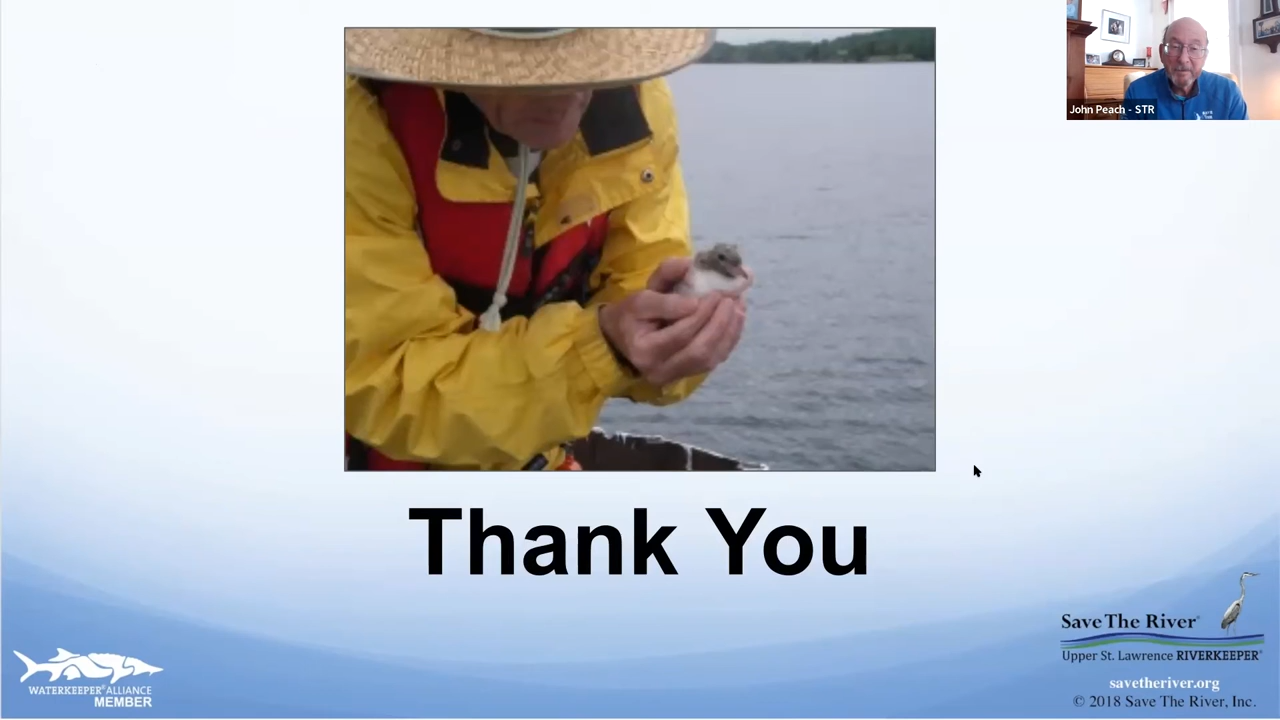 John Peach - STR
Thank You
Save The River®
Upper St. Lawrence RIVERKEEPER®
savetheriver.org
© 2018 Save The River, Inc.
WATERKEEPER® ALLIANCE
MEMBER